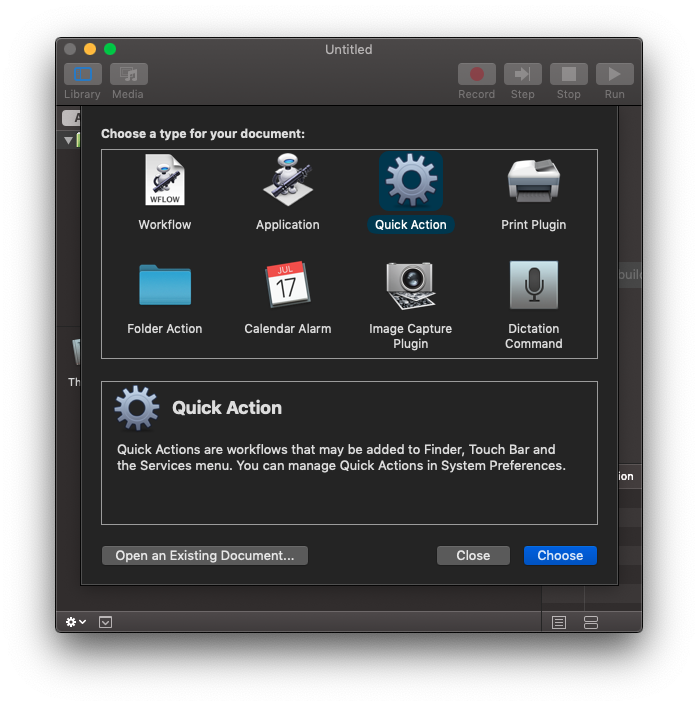 Untitled
Library Media Record Step Stop Run
Choose a type for your document:
WFLOW
Workflow Application Quick Action Print Plugin
JUL
17
Folder Action Calendar Alarm Image Capture Plugin Dictation Command
Quick Action
Quick Actions are workflows that may be added to Finder, Touch Bar and
the Services menu. You can manage Quick Actions in System Preferences.
Open an Existing Document... Close Choose